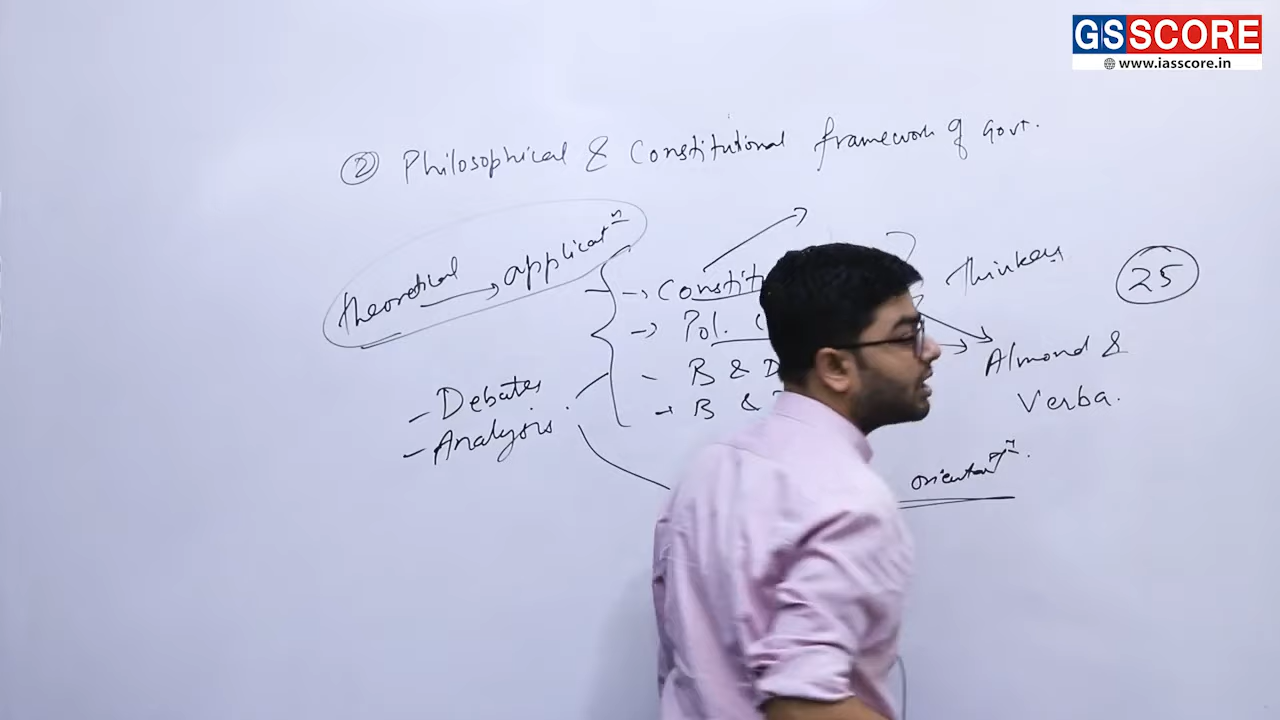 GSSCORE
www.iasscore.in
② Philosophical & Constitutional framework of Govt.
theoretical → applicatⁿ
→ Constit
Thinkers
25
→ Pol.
Almond &
Verba.
- B & D
→ B &
- Debates
- Analysis.
orientatⁿ.